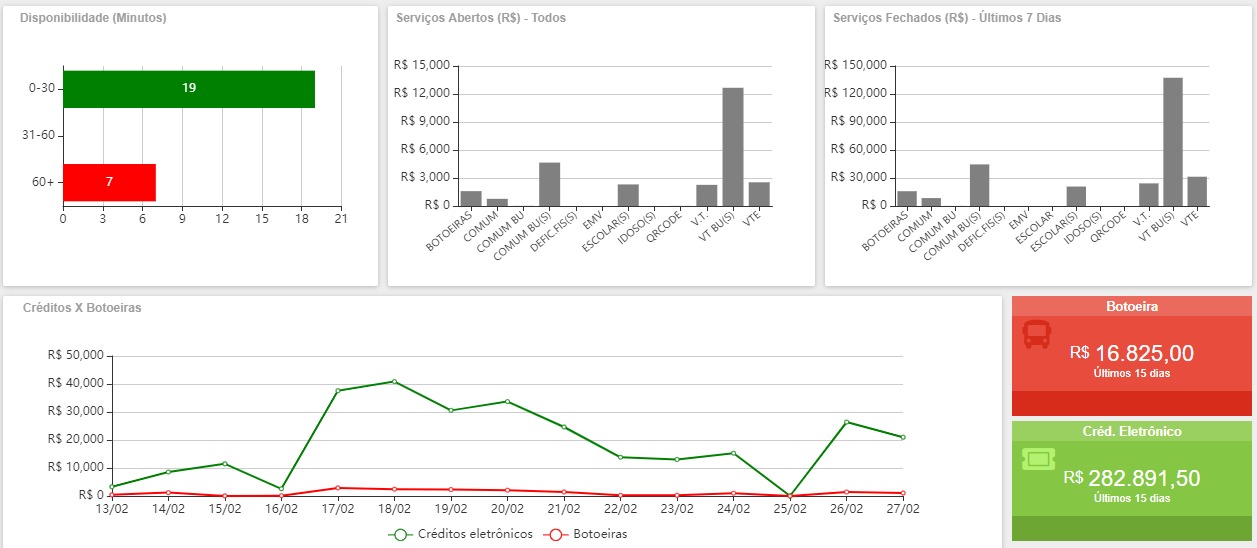 Disponibilidade (Minutos)
0-30
19
31-60
60+
7
0 3 6 9 12 15 18 21
Serviços Abertos (R$) - Todos
R$ 15,000
R$ 12,000
R$ 9,000
R$ 6,000
R$ 3,000
R$ 0
BOTOEIRAS
COMUM
COMUM BU
COMUM BU(S)
DEFIC.FIS(S)
EMV
ESCOLAR(S)
IDOSO(S)
QRCODE
V.T.
VT BU(S)
VTE
Serviços Fechados (R$) - Últimos 7 Dias
R$ 150,000
R$ 120,000
R$ 90,000
R$ 60,000
R$ 30,000
R$ 0
BOTOEIRAS
COMUM
COMUM BU
COMUM BU(S)
DEFIC.FIS(S)
EMV
ESCOLAR
ESCOLAR(S)
IDOSO(S)
QRCODE
V.T.
VT BU(S)
VTE
Créditos X Botoeiras
R$ 50,000
R$ 40,000
R$ 30,000
R$ 20,000
R$ 10,000
R$ 0
13/02 14/02 15/02 16/02 17/02 18/02 19/02 20/02 21/02 22/02 23/02 24/02 25/02 26/02 27/02
Créditos eletrônicos Botoeiras
Botoeira
R$ 16.825,00
Últimos 15 dias
Créd. Eletrônico
R$ 282.891,50
Últimos 15 dias